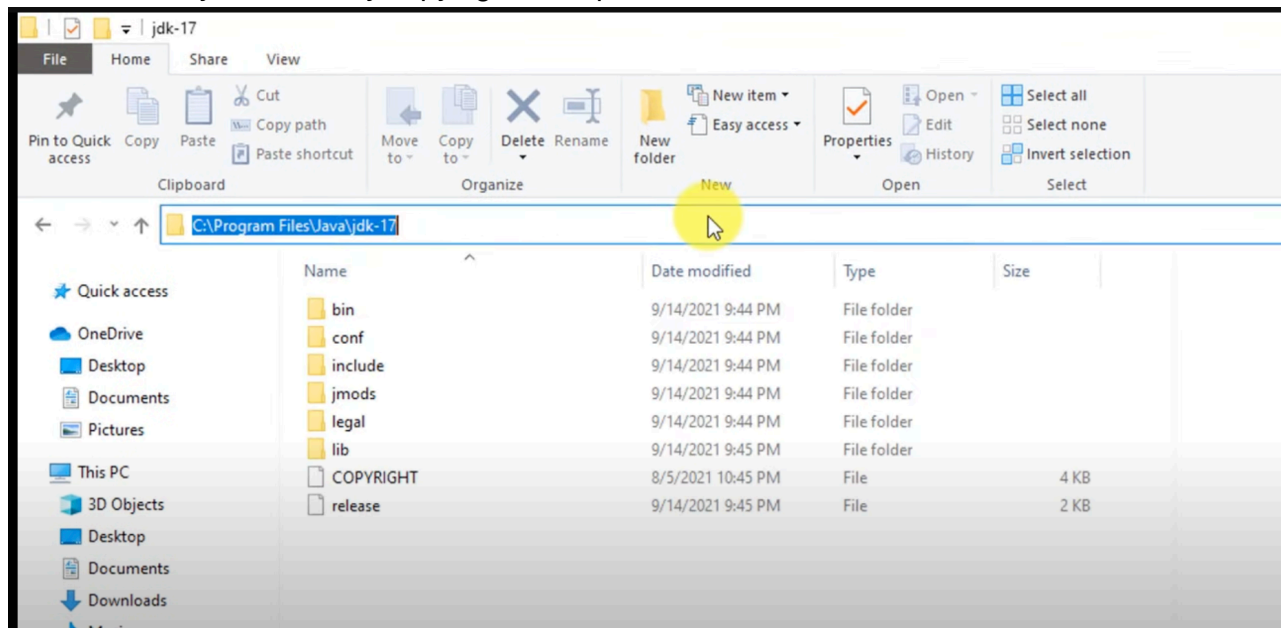 jdk-17
File Home Share View
Pin to Quick access
Copy
Paste
Cut
Copy path
Paste shortcut
Clipboard
Move to
Copy to
Delete
Rename
Organize
New folder
New item
Easy access
New
Properties
Open
Edit
History
Open
Select all
Select none
Invert selection
Select
C:\Program Files\Java\jdk-17
Quick access
OneDrive
Desktop
Documents
Pictures
This PC
3D Objects
Desktop
Documents
Downloads
Name Date modified Type Size
bin 9/14/2021 9:44 PM File folder
conf 9/14/2021 9:44 PM File folder
include 9/14/2021 9:44 PM File folder
jmods 9/14/2021 9:44 PM File folder
legal 9/14/2021 9:44 PM File folder
lib 9/14/2021 9:45 PM File folder
COPYRIGHT 8/5/2021 10:45 PM File 4 KB
release 9/14/2021 9:45 PM File 2 KB